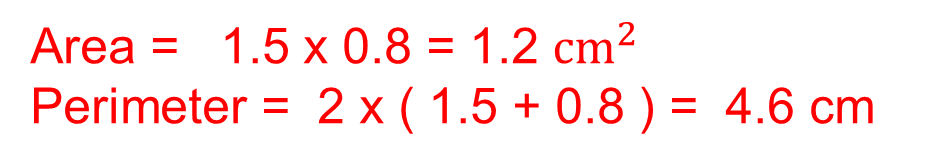 Area = 1.5 x 0.8 = 1.2 cm²
Perimeter = 2 x ( 1.5 + 0.8 ) = 4.6 cm